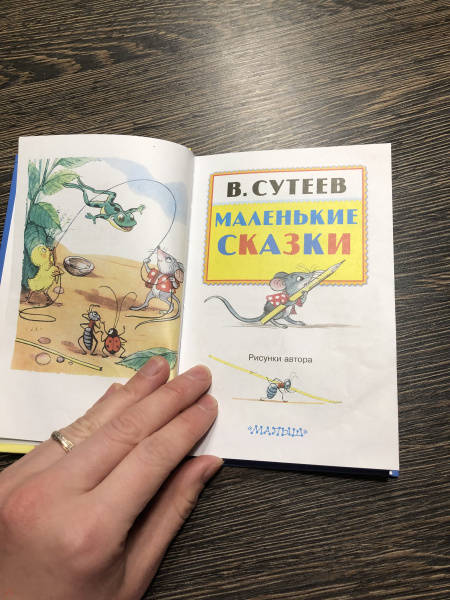 В. СУТЕЕВ
МАЛЕНЬКИЕ
СКАЗКИ
Рисунки автора
«МАЛЫШ»